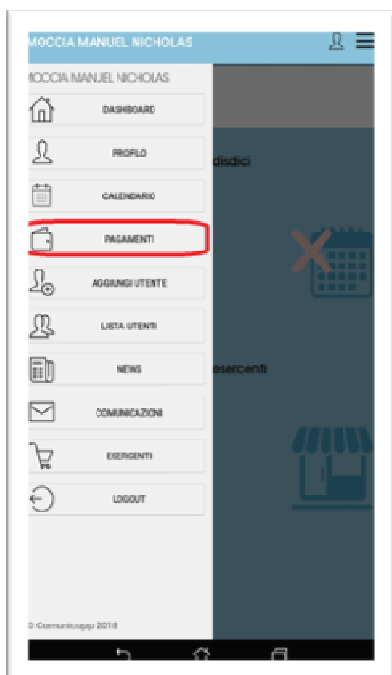 MOCCIA MANUEL NICHOLAS
MOCCIA MANUEL NICHOLAS
DASHBOARD
PROFILO
disdici
CALENDARIO
PAGAMENTI
AGGIUNGI UTENTE
LISTA UTENTI
NEWS
esercenti
COMUNICAZIONI
ESERCENTI
LOGOUT
2018